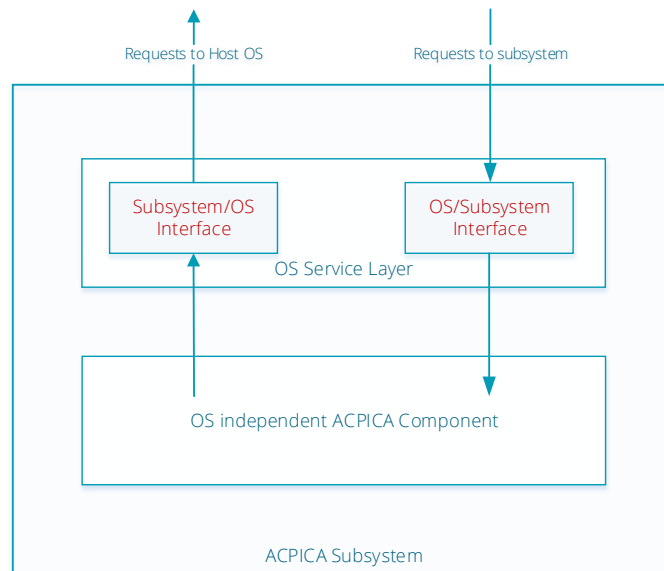 Requests to Host OS
Requests to subsystem
Subsystem/OS
Interface
OS/Subsystem
Interface
OS Service Layer
OS independent ACPICA Component
ACPICA Subsystem